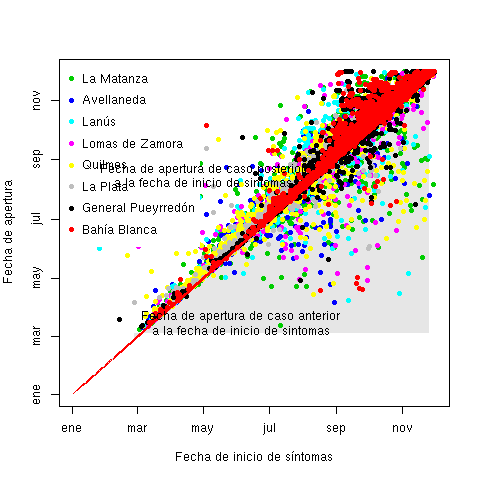 La Matanza
Avellaneda
Lanús
Lomas de Zamora
Quilmes
La Plata
General Pueyrredón
Bahía Blanca
Fecha de apertura de caso posterior
a la fecha de inicio de sintomas
Fecha de apertura de caso anterior
a la fecha de inicio de sintomas
Fecha de apertura
ene
mar
may
jul
sep
nov
ene
mar
may
jul
sep
nov
Fecha de inicio de síntomas